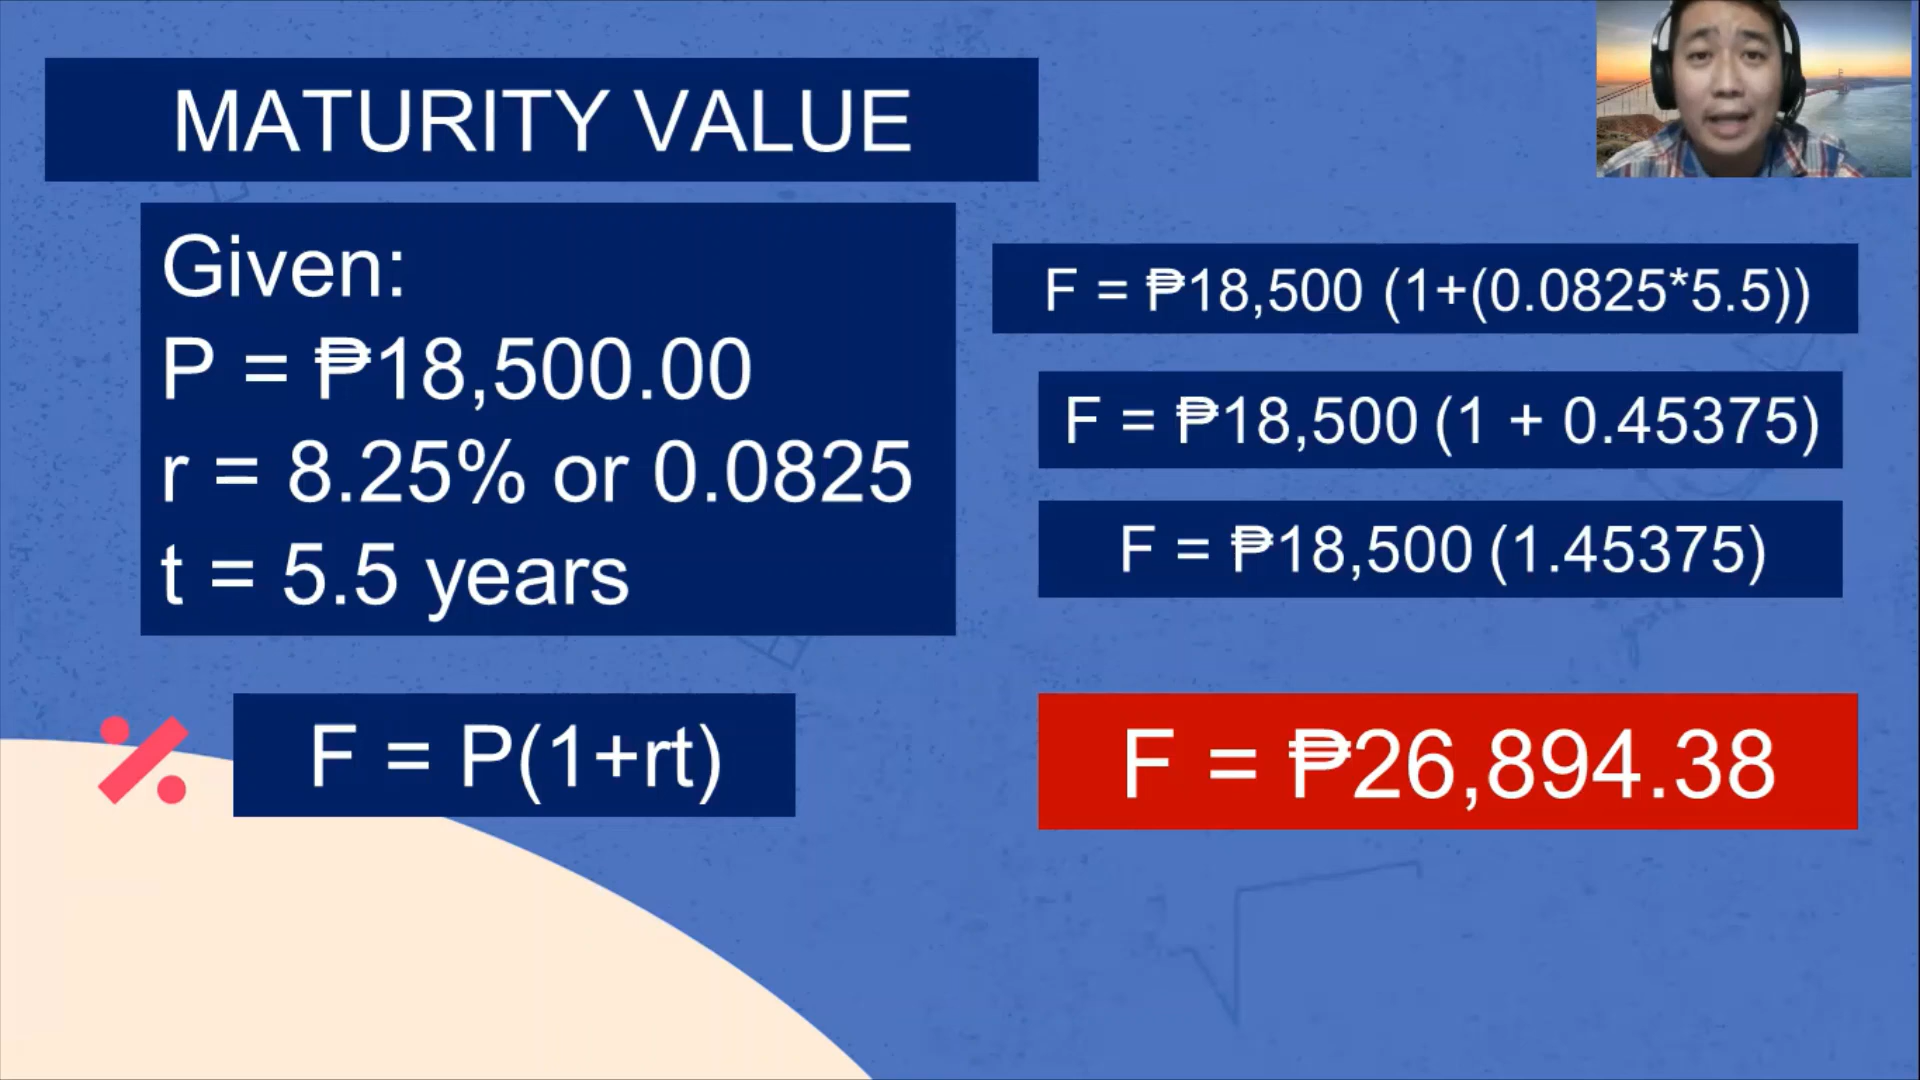 MATURITY VALUE
Given:
P = ₱18,500.00
r = 8.25% or 0.0825
t = 5.5 years
F = P(1+rt)
F = ₱18,500 (1+(0.0825*5.5))
F = ₱18,500 (1 + 0.45375)
F = ₱18,500 (1.45375)
F = ₱26,894.38